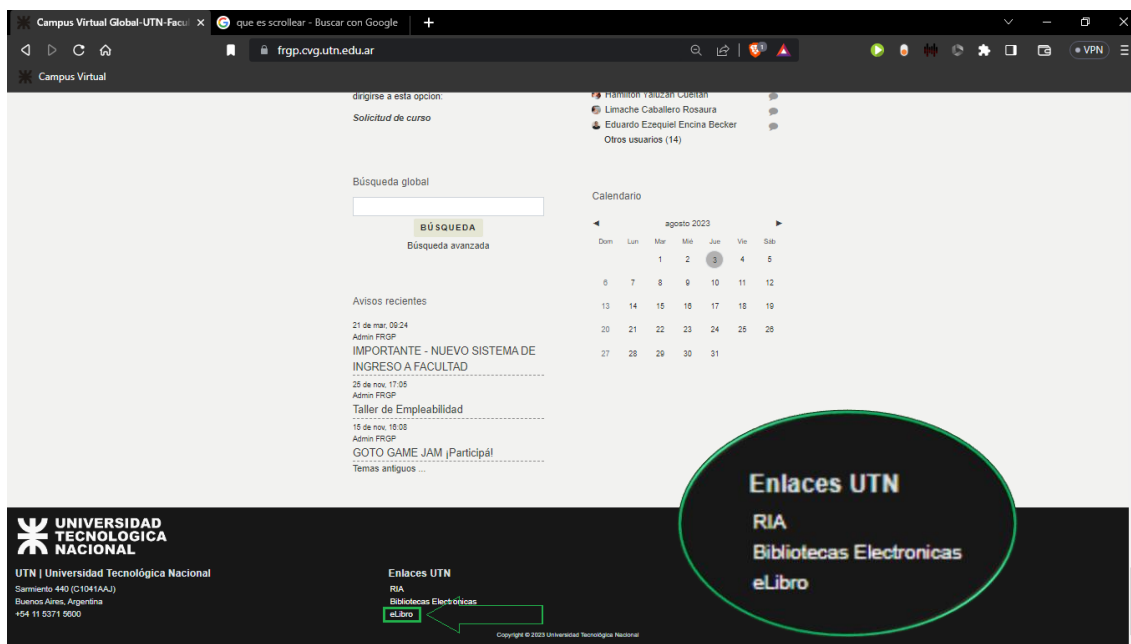 Campus Virtual Global-UTN-Facul
que es scrollear - Buscar con Google
frgp.cvg.utn.edu.ar
VPN
Campus Virtual
dirigirse a esta opcion:
Solicitud de curso
Hamilton Yaluzan Cueltan
Limache Caballero Rosaura
Eduardo Ezequiel Encina Becker
Otros usuarios (14)
Búsqueda global
BÚSQUEDA
Búsqueda avanzada
Avisos recientes
21 de mar, 09:24
Admin FRGP
IMPORTANTE - NUEVO SISTEMA DE
INGRESO A FACULTAD
25 de nov, 17:05
Admin FRGP
Taller de Empleabilidad
15 de nov, 16:08
Admin FRGP
GOTO GAME JAM ¡Participá!
Temas antiguos ...
Calendario
◄ agosto 2023 ►
Dom Lun Mar Mié Jue Vie Sáb
1 2 3 4 5
6 7 8 9 10 11 12
13 14 15 16 17 18 19
20 21 22 23 24 25 26
27 28 29 30 31
UNIVERSIDAD
TECNOLOGICA
NACIONAL
UTN | Universidad Tecnológica Nacional
Sarmiento 440 (C1041AAJ)
Buenos Aires, Argentina
+54 11 5371 5600
Enlaces UTN
RIA
Bibliotecas Electronicas
eLibro
Enlaces UTN
RIA
Bibliotecas Electronicas
eLibro
Copyright © 2023 Universidad Tecnológica Nacional